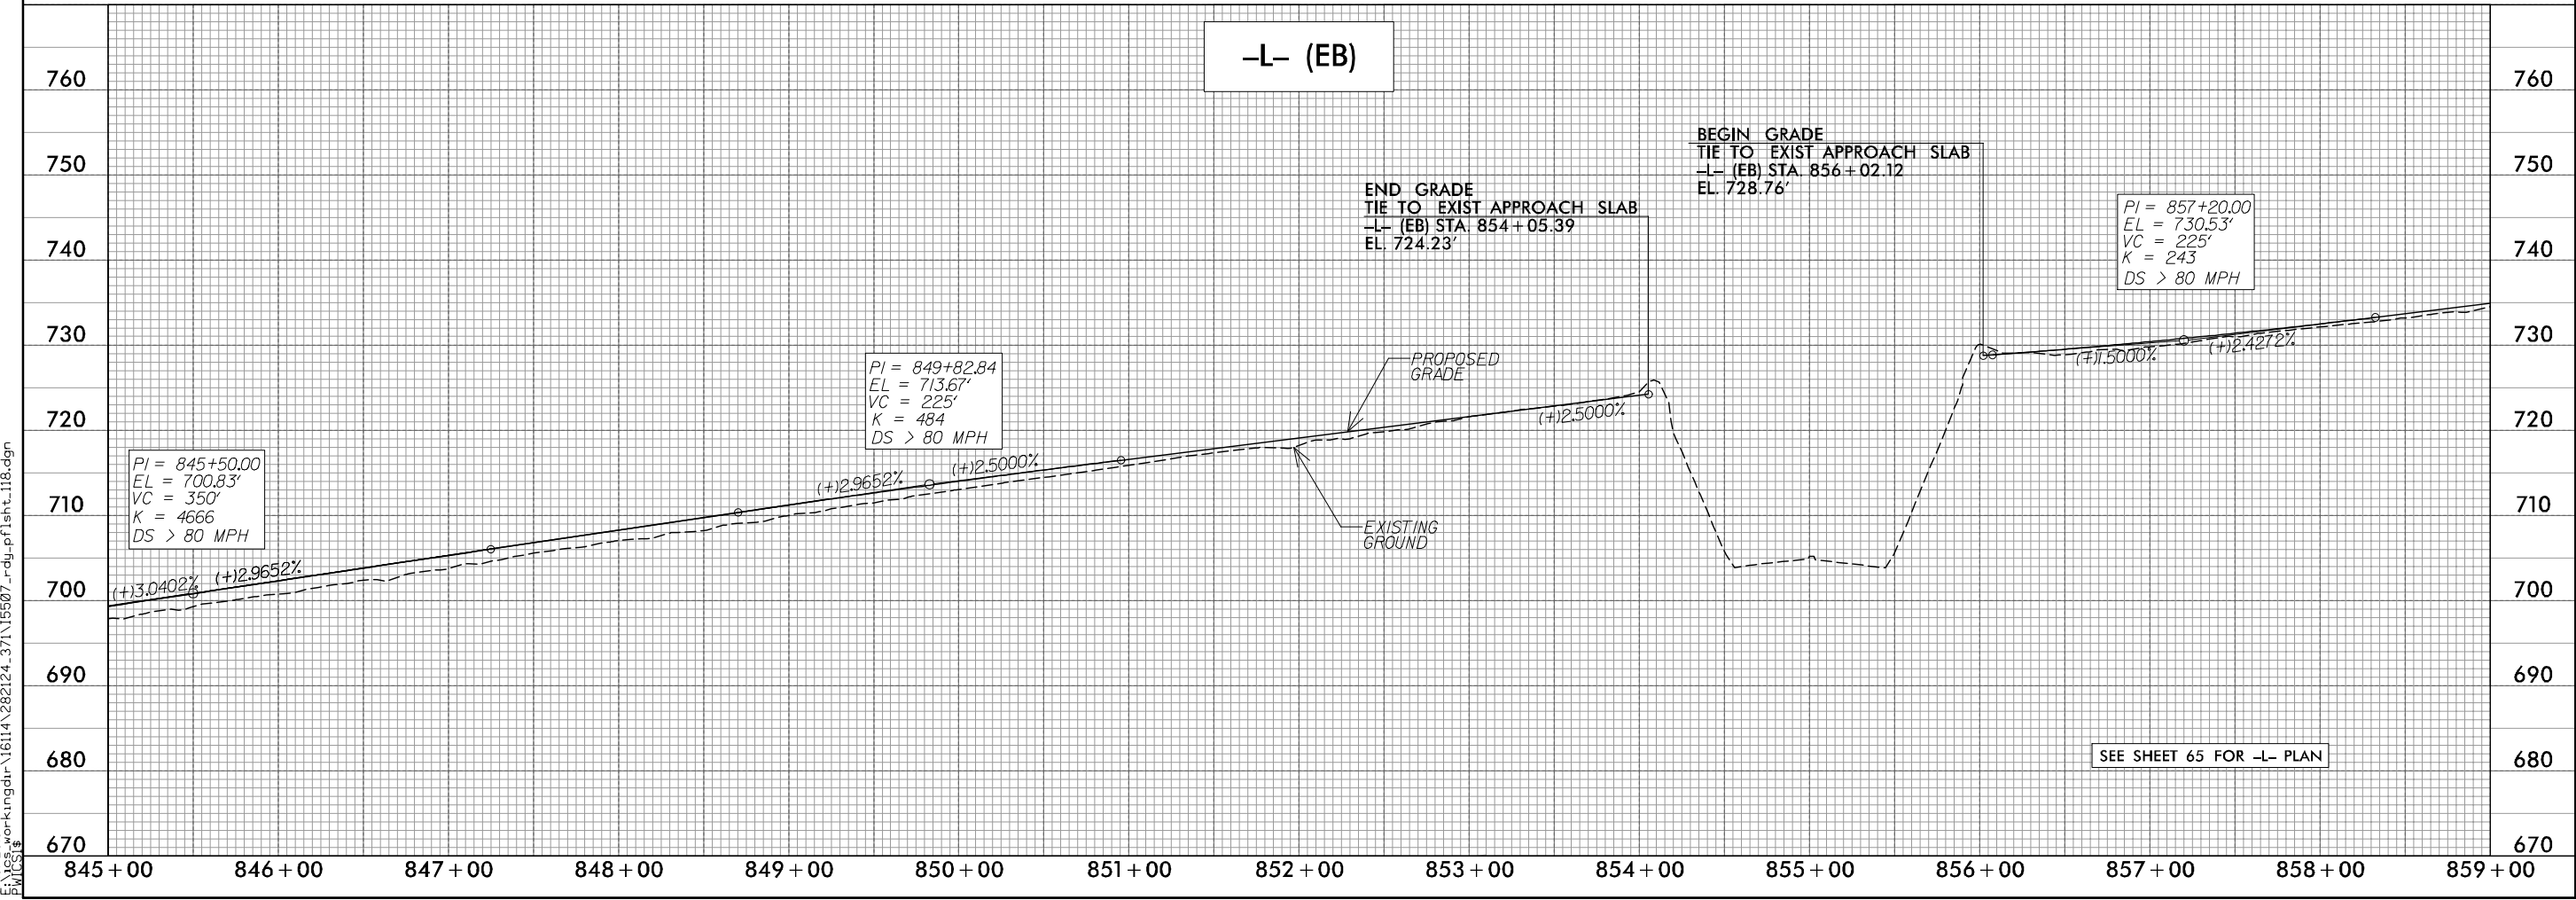 –L– (EB)
760
760
BEGIN GRADE
TIE TO EXIST APPROACH SLAB
–L– (EB) STA. 856+02.12
EL. 728.76'
750
750
END GRADE
TIE TO EXIST APPROACH SLAB
–L– (EB) STA. 854+05.39
EL. 724.23'
PI = 857+20.00
EL = 730.53'
VC = 225'
K = 243
DS > 80 MPH
740
740
730
730
(+)1.5000%
(+)2.4272%
PI = 849+82.84
EL = 713.67'
VC = 225'
K = 484
DS > 80 MPH
PROPOSED
GRADE
720
720
(+)2.5000%
PI = 845+50.00
EL = 700.83'
VC = 350'
K = 4666
DS > 80 MPH
(+)2.9652%
(+)2.5000%
710
710
EXISTING
GROUND
(+)3.0402%
(+)2.9652%
700
700
690
690
680
680
SEE SHEET 65 FOR –L– PLAN
670
670
845+00 846+00 847+00 848+00 849+00 850+00 851+00 852+00 853+00 854+00 855+00 856+00 857+00 858+00 859+00